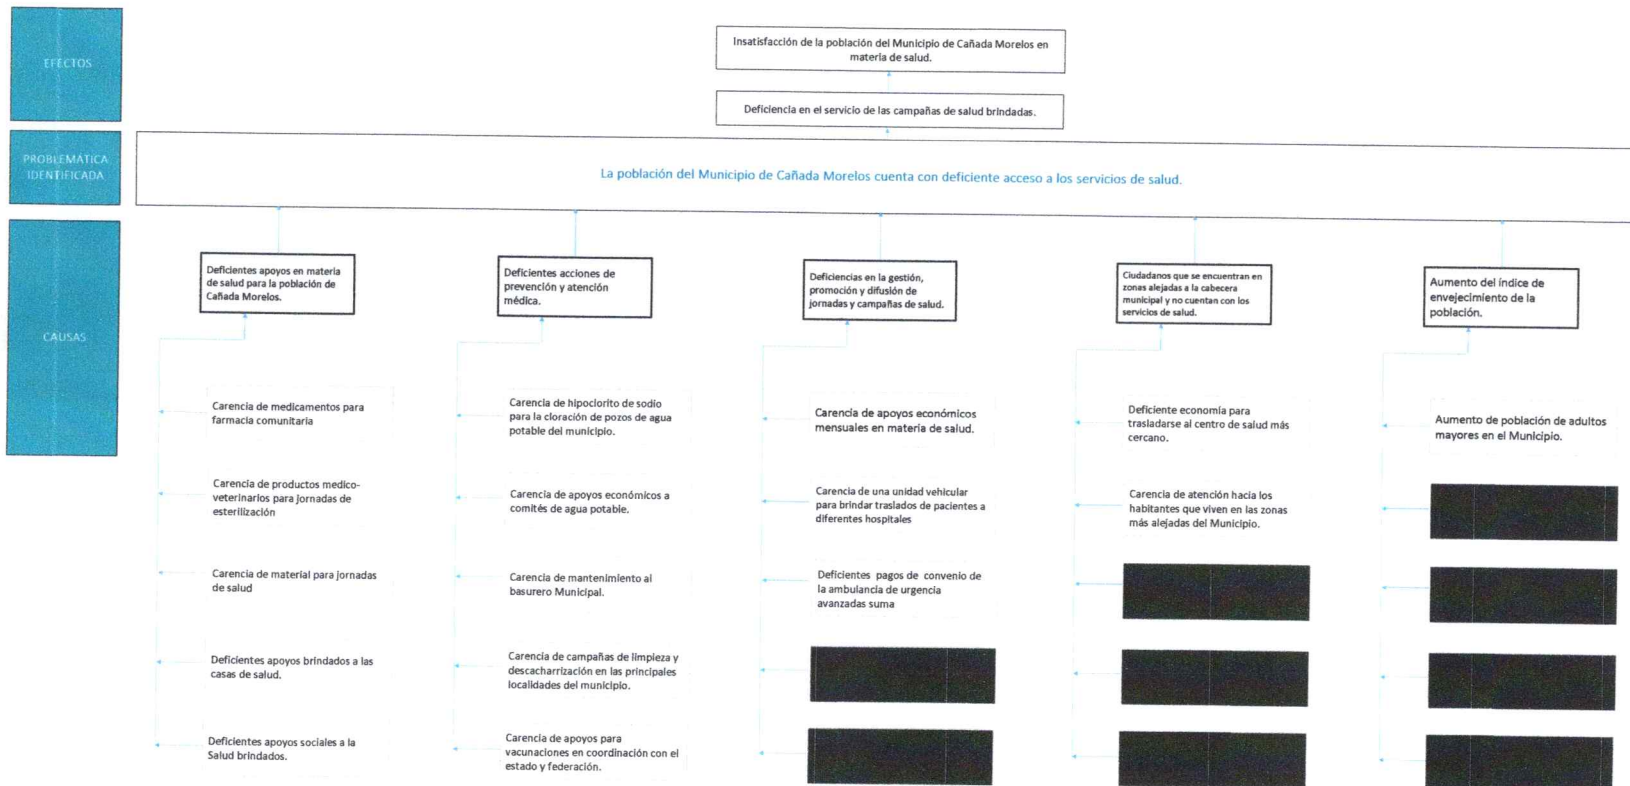 EFECTOS
Insatisfacción de la población del Municipio de Cañada Morelos en
materia de salud.
Deficiencia en el servicio de las campañas de salud brindadas.
PROBLEMÁTICA
IDENTIFICADA
La población del Municipio de Cañada Morelos cuenta con deficiente acceso a los servicios de salud.
CAUSAS
Deficientes apoyos en materia
de salud para la población de
Cañada Morelos.
Deficientes acciones de
prevención y atención
médica.
Deficiencias en la gestión,
promoción y difusión de
jornadas y campañas de salud.
Ciudadanos que se encuentran en
zonas alejadas a la cabecera
municipal y no cuentan con los
servicios de salud.
Aumento del índice de
envejecimiento de la
población.
Carencia de medicamentos para
farmacia comunitaria
Carencia de hipoclorito de sodio
para la cloración de pozos de agua
potable del municipio.
Carencia de apoyos económicos
mensuales en materia de salud.
Deficiente economía para
trasladarse al centro de salud más
cercano.
Aumento de población de adultos
mayores en el Municipio.
Carencia de productos medico-
veterinarios para jornadas de
esterilización
Carencia de apoyos económicos a
comités de agua potable.
Carencia de una unidad vehicular
para brindar traslados de pacientes a
diferentes hospitales
Carencia de atención hacia los
habitantes que viven en las zonas
más alejadas del Municipio.
Carencia de material para jornadas
de salud
Carencia de mantenimiento al
basurero Municipal.
Deficientes pagos de convenio de
la ambulancia de urgencia
avanzadas suma
Deficientes apoyos brindados a las
casas de salud.
Carencia de campañas de limpieza y
descacharrización en las principales
localidades del municipio.
Deficientes apoyos sociales a la
Salud brindados.
Carencia de apoyos para
vacunaciones en coordinación con el
estado y federación.